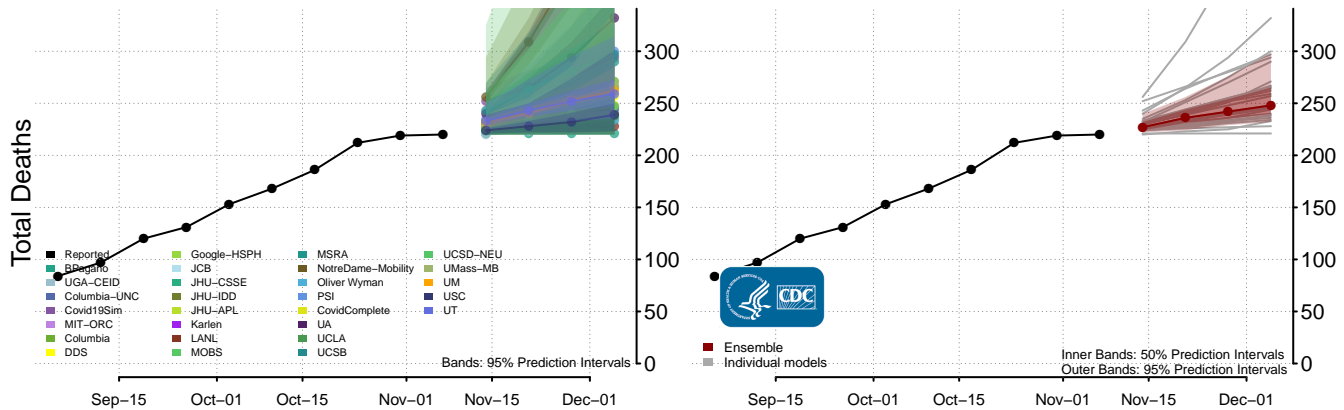 Total Deaths
300
250
200
150
100
50
0
Reported
BPagano
UGA−CEID
Columbia−UNC
Covid19Sim
MIT−ORC
Columbia
DDS
Google−HSPH
JCB
JHU−CSSE
JHU−IDD
JHU−APL
Karlen
LANL
MOBS
MSRA
NotreDame−Mobility
Oliver Wyman
PSI
CovidComplete
UA
UCLA
UCSB
UCSD−NEU
UMass−MB
UM
USC
UT
Bands: 95% Prediction Intervals
Sep−15
Oct−01
Oct−15
Nov−01
Nov−15
Dec−01
300
250
200
150
100
50
0
CDC
Ensemble
Individual models
Inner Bands: 50% Prediction Intervals
Outer Bands: 95% Prediction Intervals
Sep−15
Oct−01
Oct−15
Nov−01
Nov−15
Dec−01